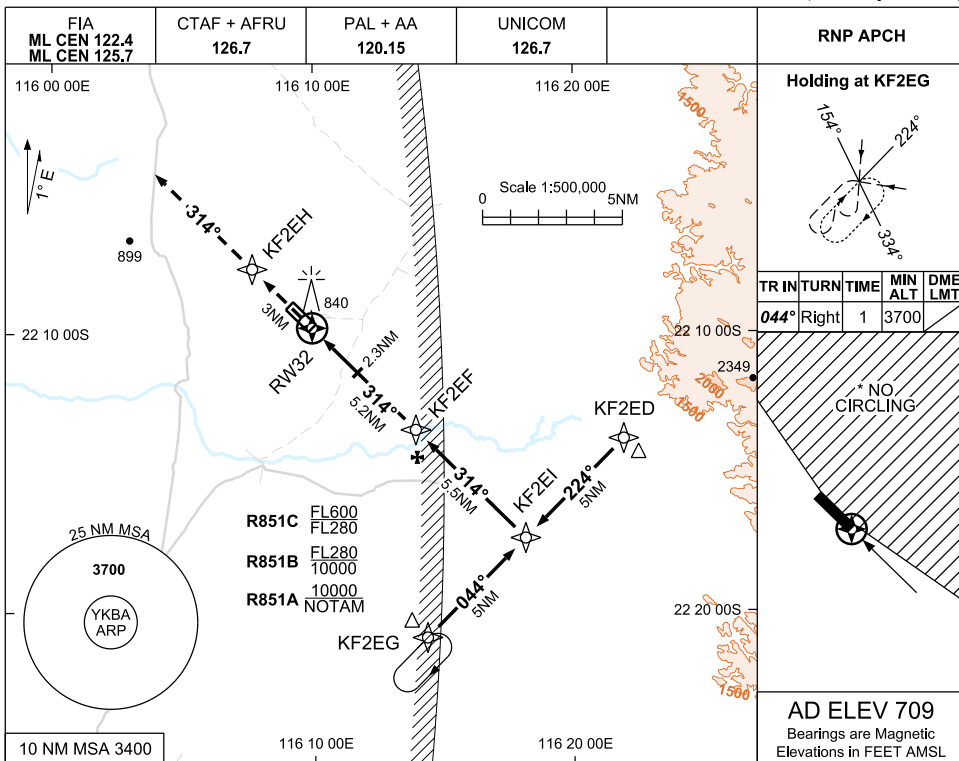 FIA
ML CEN 122.4
ML CEN 125.7
CTAF + AFRU
126.7
PAL + AA
120.15
UNICOM
126.7
RNP APCH
116 00 00E
116 10 00E
116 20 00E
1° E
Scale 1:500,000
0
5NM
1500
314°
KF2EH
899
3NM
840
RW32
22 10 00S
22 10 00S
2349
2.3NM
314°
5.2NM
KF2EF
2000
1500
KF2ED
314°
5.5NM
KF2EI
224°
5NM
R851C FL600
FL280
R851B FL280
10000
R851A 10000
NOTAM
25 NM MSA
3700
YKBA
ARP
044°
5NM
22 20 00S
KF2EG
1500
10 NM MSA 3400
116 10 00E
116 20 00E
Holding at KF2EG
154°
224°
334°
TR IN TURN TIME MIN ALT DME LMT
044° Right 1 3700
* NO
CIRCLING
AD ELEV 709
Bearings are Magnetic
Elevations in FEET AMSL